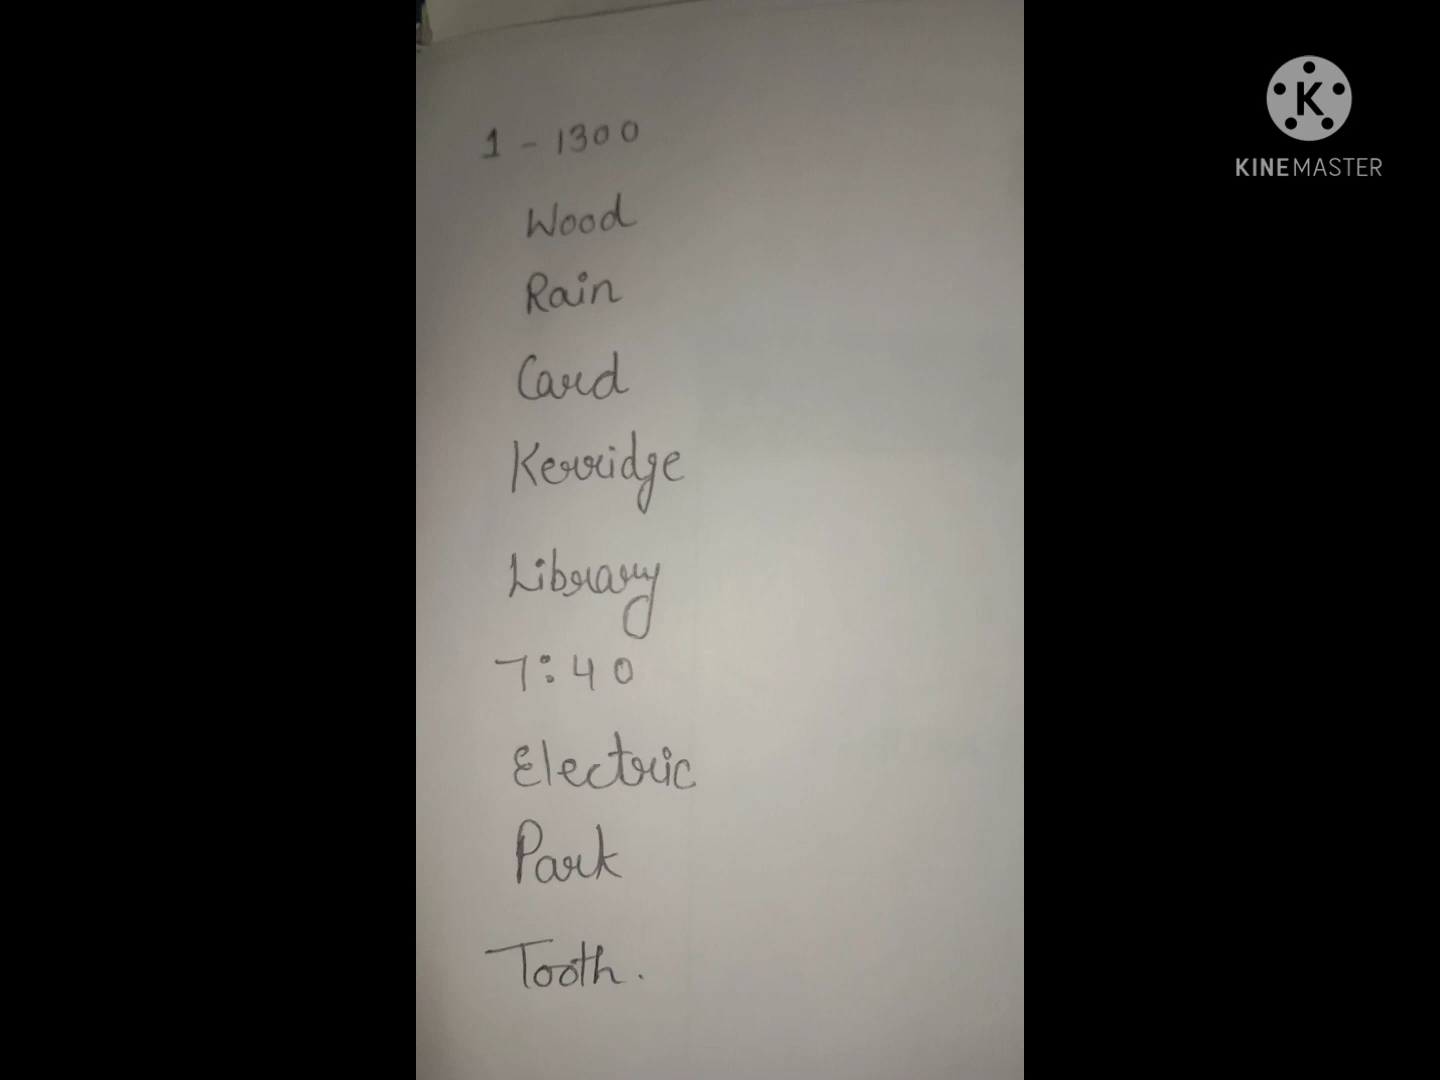 1 - 1300
Wood
Rain
Card
Kerridge
Library
7:40
Electric
Park
Tooth.
K
KINEMASTER